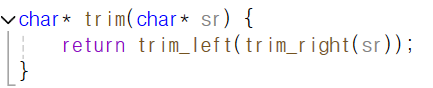 char* trim(char* sr) {
    return trim_left(trim_right(sr));
}